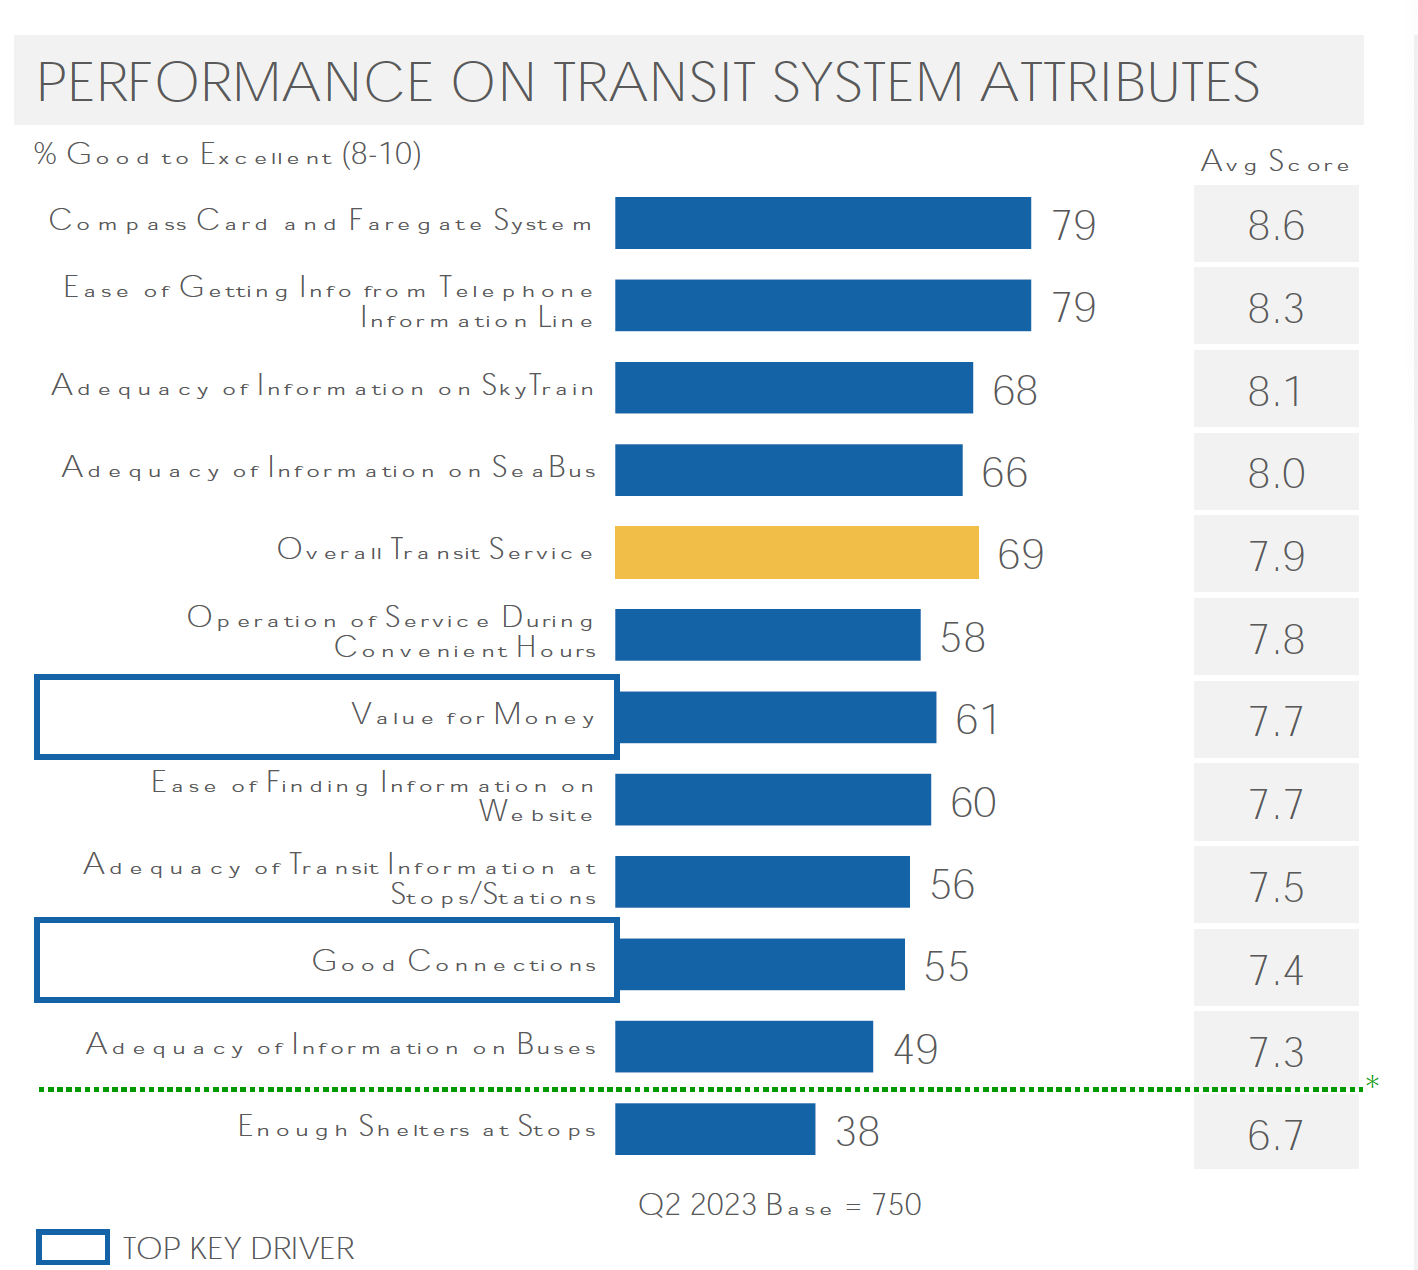 PERFORMANCE ON TRANSIT SYSTEM ATTRIBUTES
% Good to Excellent (8-10)
Avg Score
Compass Card and Faregate System 79 8.6
Ease of Getting Info from Telephone
Information Line 79 8.3
Adequacy of Information on SkyTrain 68 8.1
Adequacy of Information on SeaBus 66 8.0
Overall Transit Service 69 7.9
Operation of Service During
Convenient Hours 58 7.8
Value for Money 61 7.7
Ease of Finding Information on
Website 60 7.7
Adequacy of Transit Information at
Stops/Stations 56 7.5
Good Connections 55 7.4
Adequacy of Information on Buses 49 7.3
*
Enough Shelters at Stops 38 6.7
Q2 2023 Base = 750
TOP KEY DRIVER